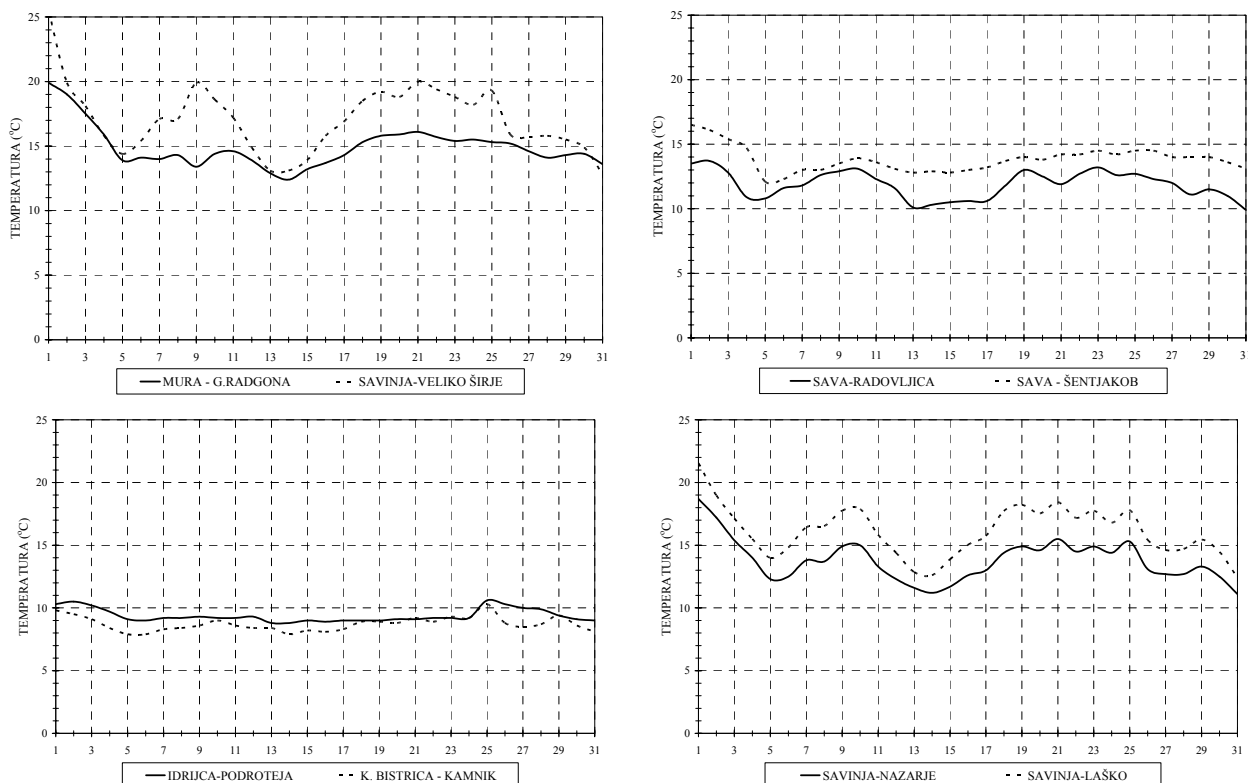 25
20
15
10
5
0
TEMPERATURA (°C)
1 3 5 7 9 11 13 15 17 19 21 23 25 27 29 31
MURA - G.RADGONA SAVINJA-VELIKO ŠIRJE
25
20
15
10
5
0
TEMPERATURA (°C)
1 3 5 7 9 11 13 15 17 19 21 23 25 27 29 31
SAVA-RADOVLJICA SAVA - ŠENTJAKOB
25
20
15
10
5
0
TEMPERATURA (°C)
1 3 5 7 9 11 13 15 17 19 21 23 25 27 29 31
IDRIJCA-PODROTEJA K. BISTRICA - KAMNIK
25
20
15
10
5
0
TEMPERATURA (°C)
1 3 5 7 9 11 13 15 17 19 21 23 25 27 29 31
SAVINJA-NAZARJE SAVINJA-LAŠKO